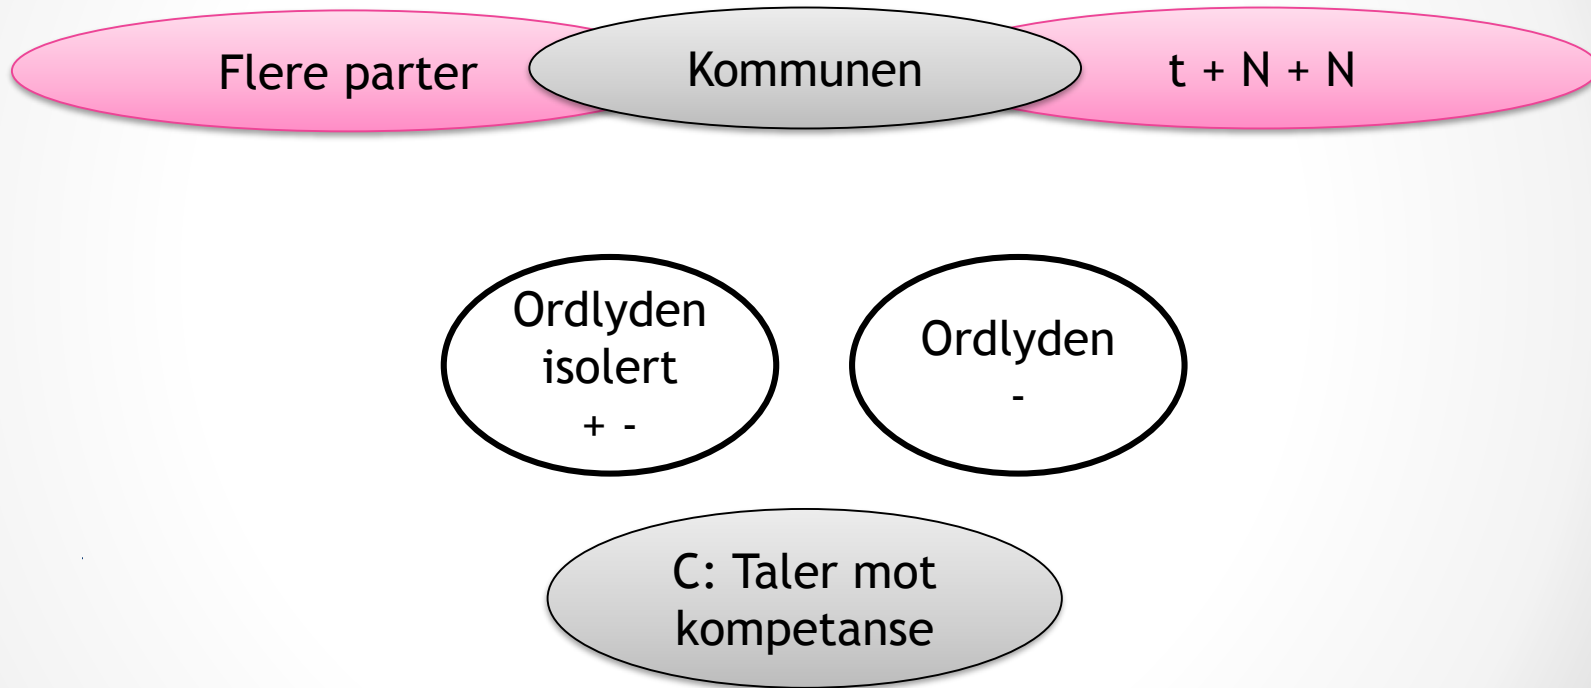 Flere parter
Kommunen
t + N + N
Ordlyden
isolert
+ -
Ordlyden
-
C: Taler mot
kompetanse